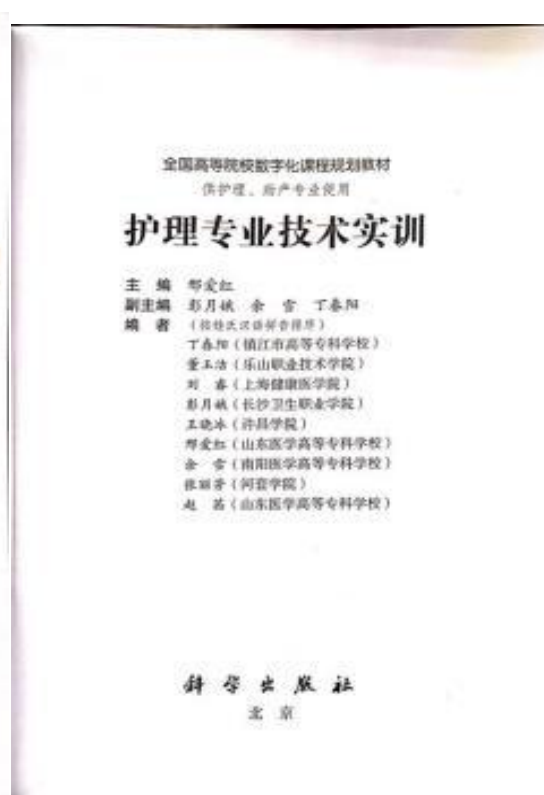 全国高等院校数字化课程规划教材
供护理、助产专业使用
护理专业技术实训
主 编 邢爱红
副主编 彭月娥 余 雪 丁春阳
编 者 (按姓氏汉语拼音排序)
丁春阳(镇江市高等专科学校)
董玉洁(乐山职业技术学院)
刘 睿(上海健康医学院)
彭月娥(长沙卫生职业学院)
王晓冰(许昌学院)
邢爱红(山东医学高等专科学校)
余 雪(南阳医学高等专科学校)
张丽芳(河套学院)
赵 茜(山东医学高等专科学校)
科学出版社
北 京